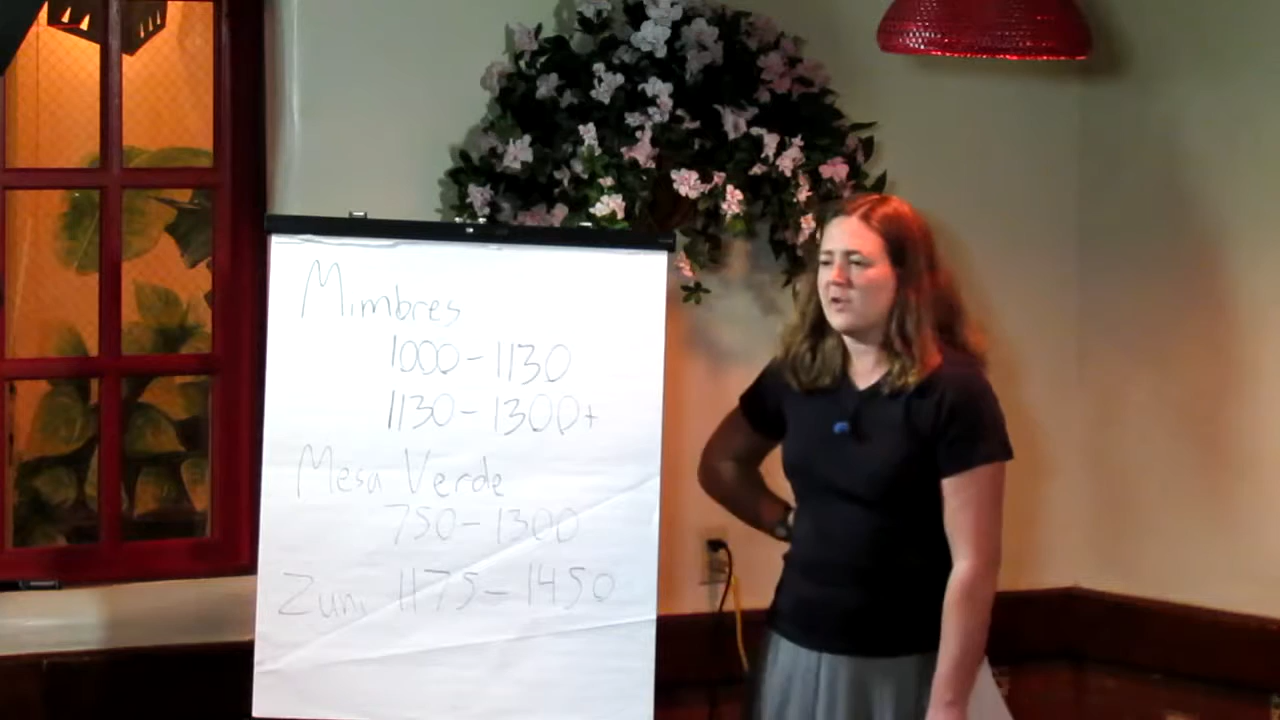 Mimbres
1000-1130
1130-1300+
Mesa Verde
750-1300
Zuni 1175-1450